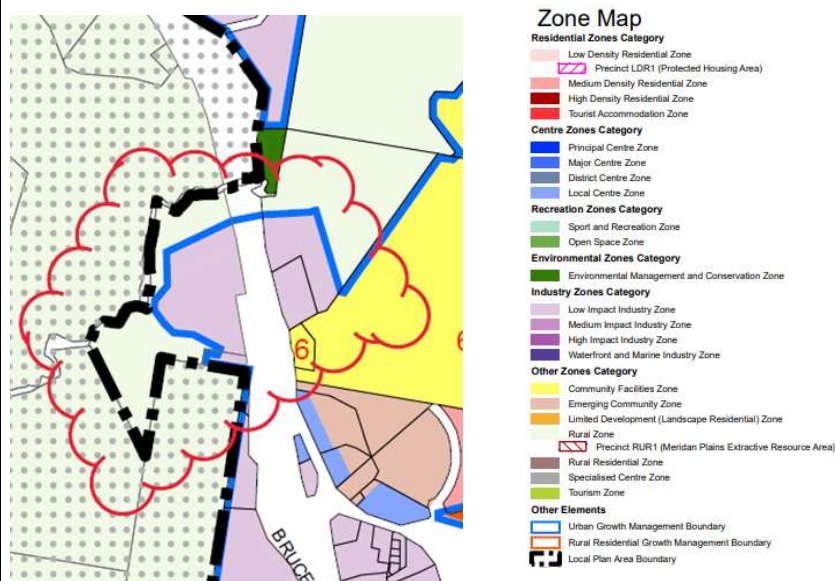 6
6
BRUCE
Zone Map
Residential Zones Category
Low Density Residential Zone
Precinct LDR1 (Protected Housing Area)
Medium Density Residential Zone
High Density Residential Zone
Tourist Accommodation Zone
Centre Zones Category
Principal Centre Zone
Major Centre Zone
District Centre Zone
Local Centre Zone
Recreation Zones Category
Sport and Recreation Zone
Open Space Zone
Environmental Zones Category
Environmental Management and Conservation Zone
Industry Zones Category
Low Impact Industry Zone
Medium Impact Industry Zone
High Impact Industry Zone
Waterfront and Marine Industry Zone
Other Zones Category
Community Facilities Zone
Emerging Community Zone
Limited Development (Landscape Residential) Zone
Rural Zone
Precinct RUR1 (Meridan Plains Extractive Resource Area)
Rural Residential Zone
Specialised Centre Zone
Tourism Zone
Other Elements
Urban Growth Management Boundary
Rural Residential Growth Management Boundary
Local Plan Area Boundary